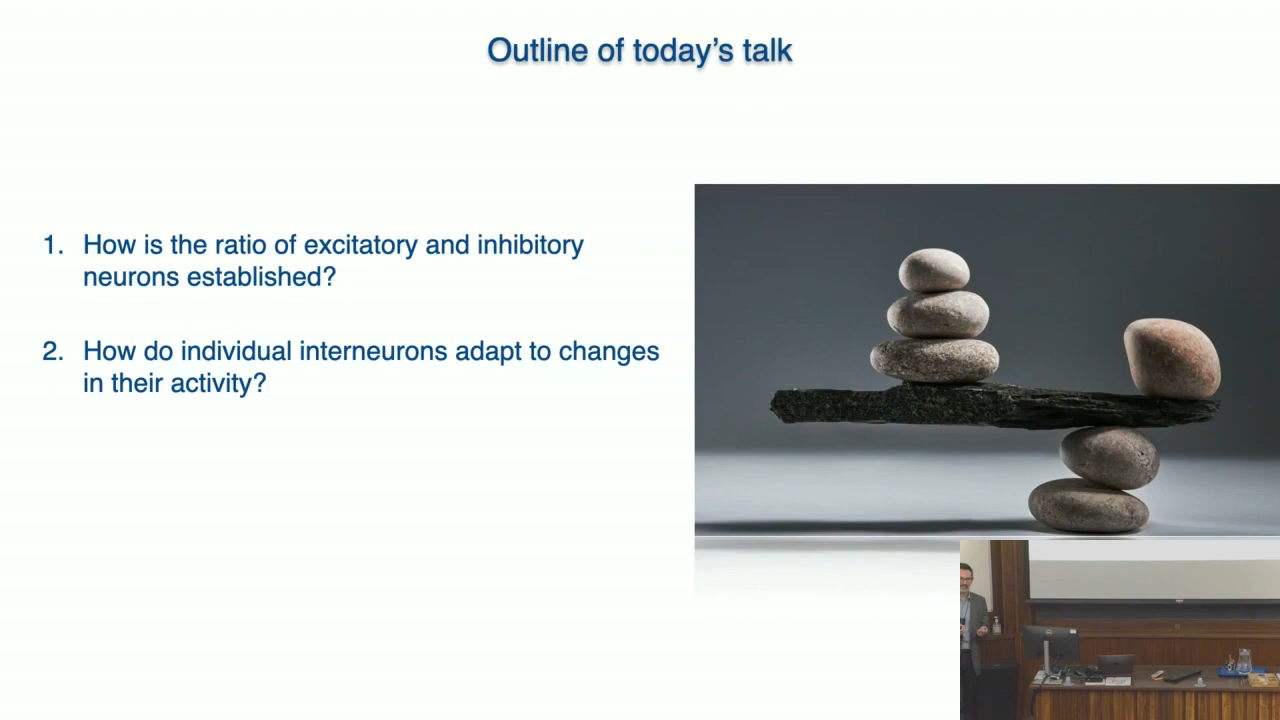 Outline of today’s talk
1. How is the ratio of excitatory and inhibitory
neurons established?
2. How do individual interneurons adapt to changes
in their activity?